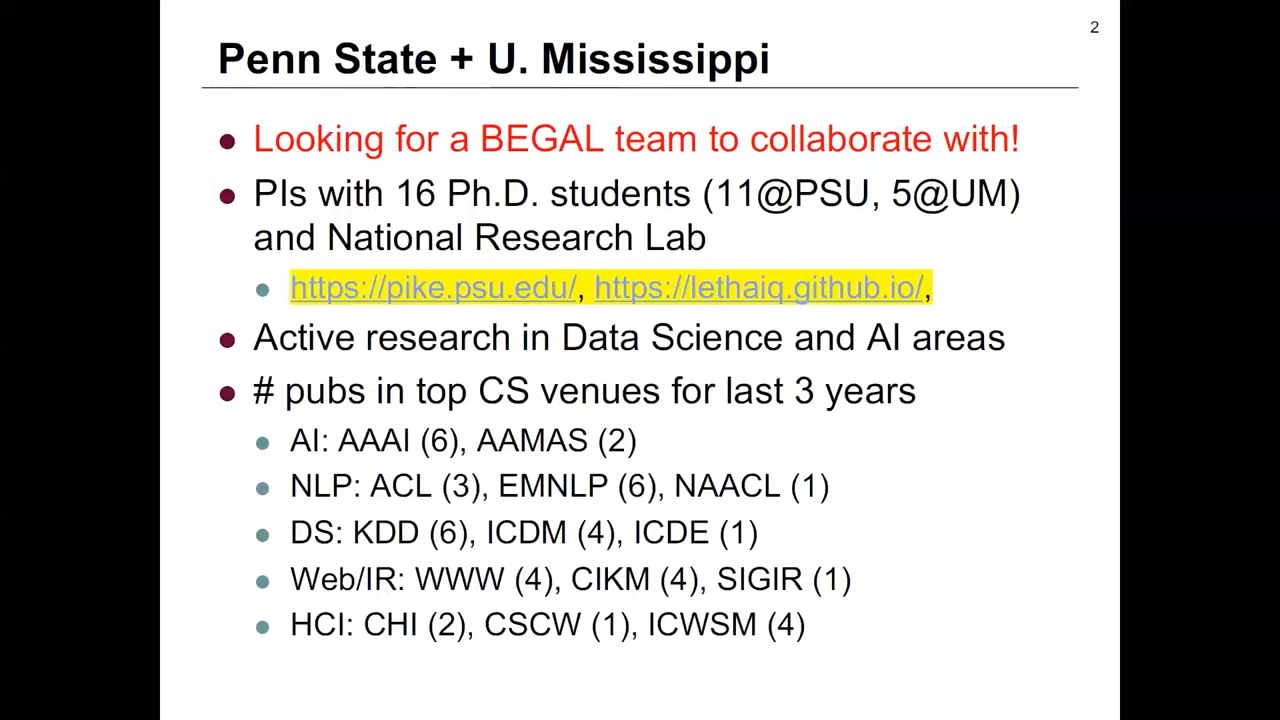 2
Penn State + U. Mississippi
Looking for a BEGAL team to collaborate with!
PIs with 16 Ph.D. students (11@PSU, 5@UM)
and National Research Lab
https://pike.psu.edu/, https://lethaiq.github.io/,
Active research in Data Science and AI areas
# pubs in top CS venues for last 3 years
AI: AAAI (6), AAMAS (2)
NLP: ACL (3), EMNLP (6), NAACL (1)
DS: KDD (6), ICDM (4), ICDE (1)
Web/IR: WWW (4), CIKM (4), SIGIR (1)
HCI: CHI (2), CSCW (1), ICWSM (4)